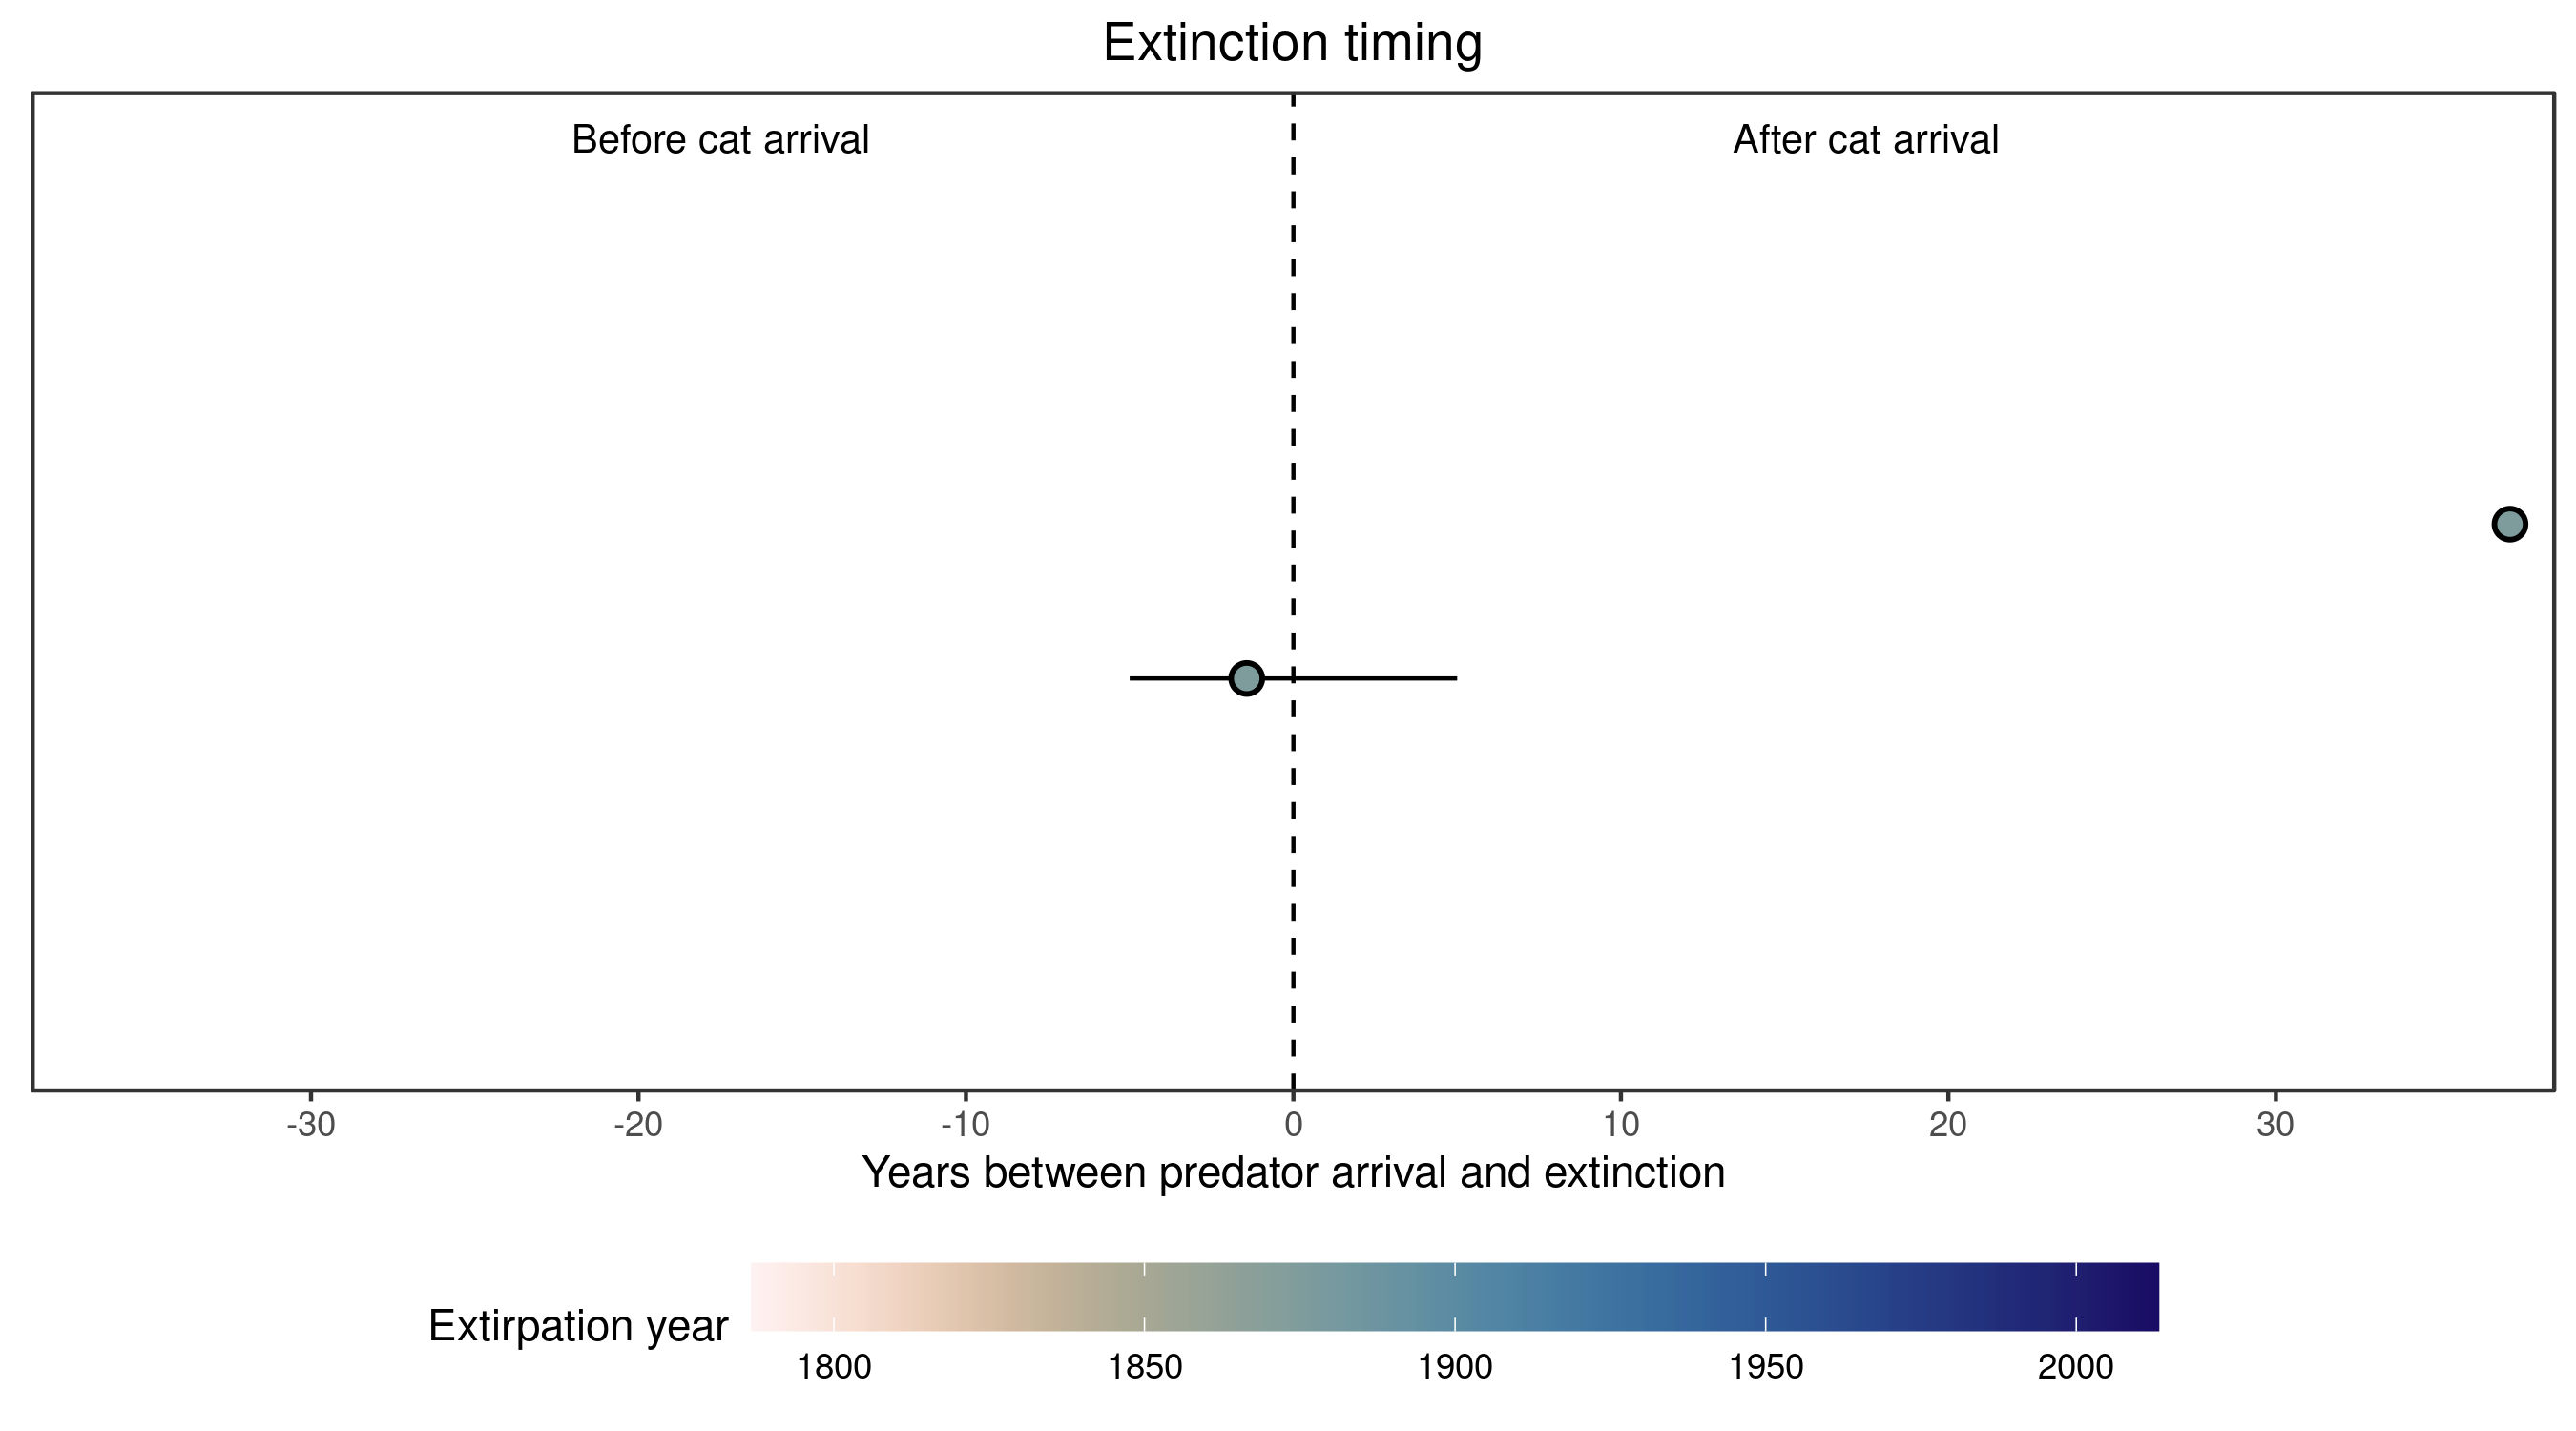 Extinction timing
Before cat arrival After cat arrival
-30 -20 -10 0 10 20 30
Years between predator arrival and extinction
Extirpation year
1800 1850 1900 1950 2000